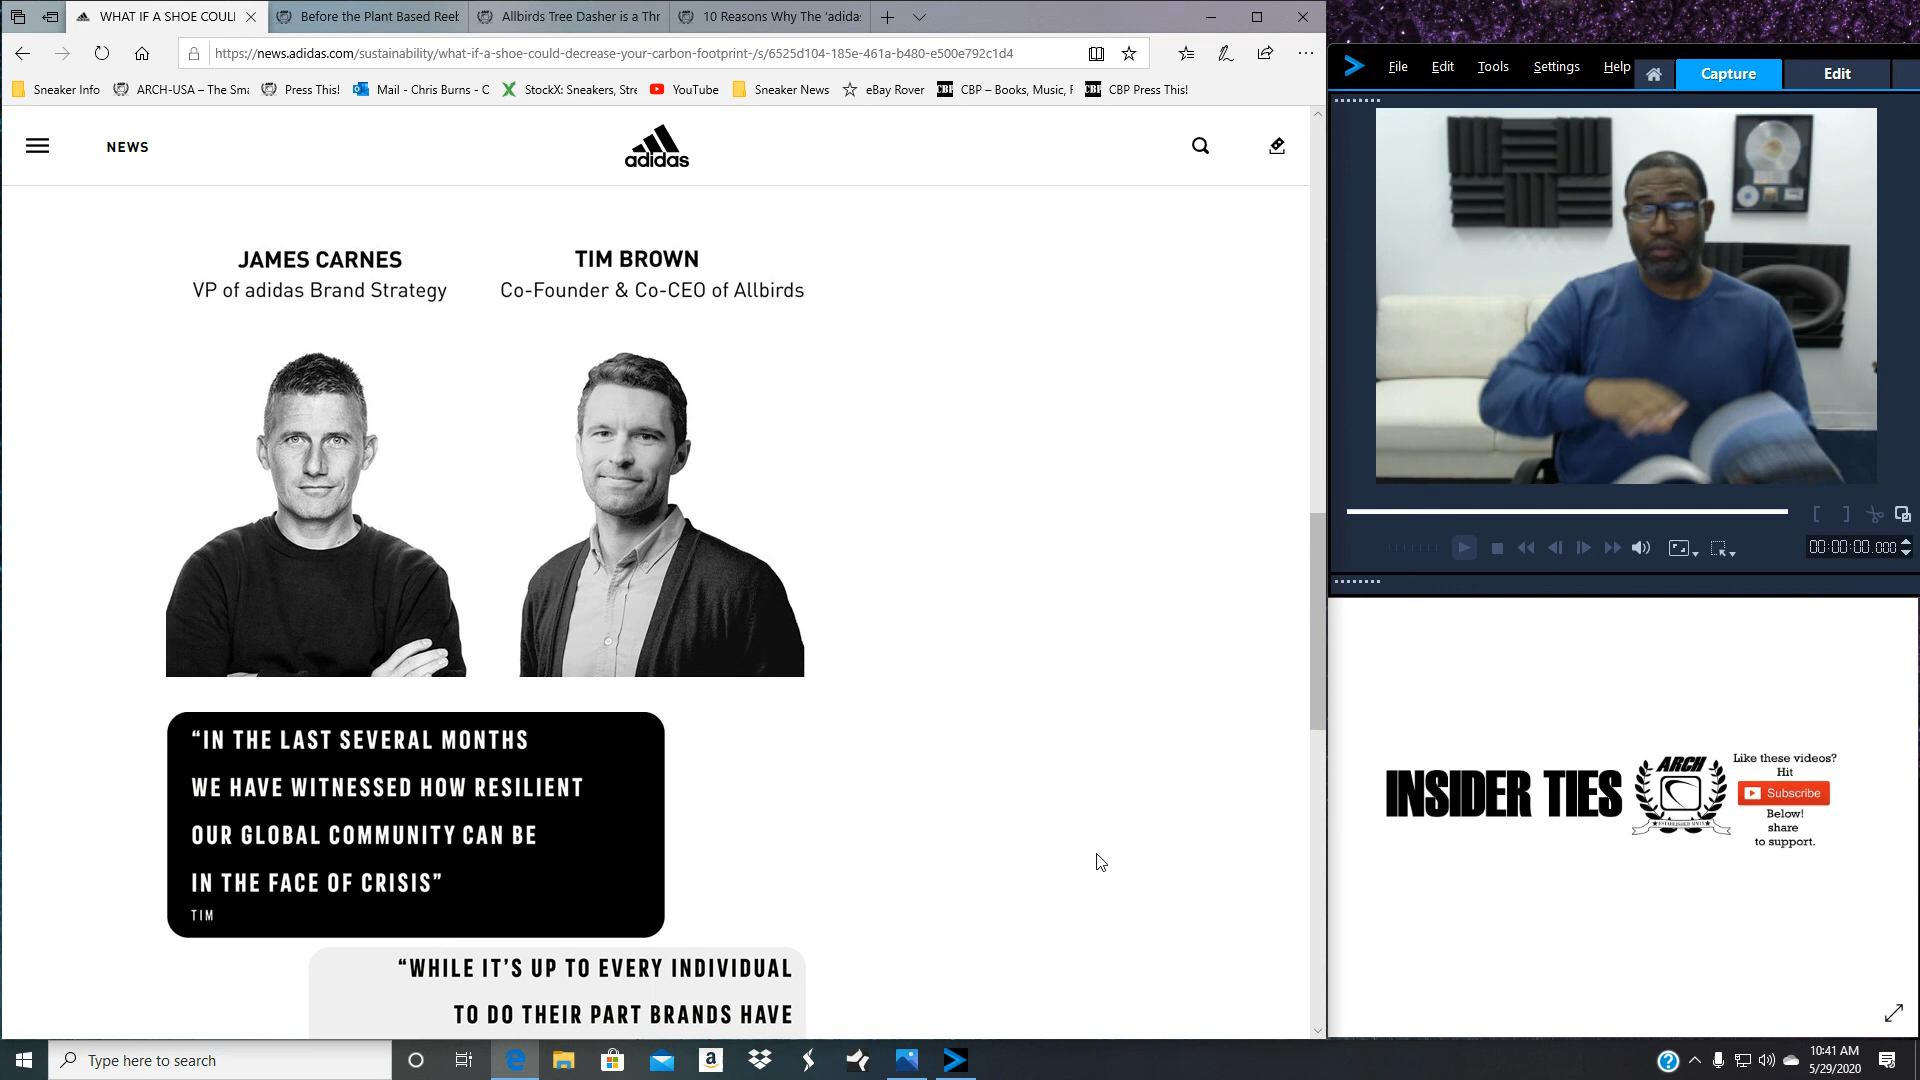 WHAT IF A SHOE COULD
Before the Plant Based Reeb
Allbirds Tree Dasher is a Thr
10 Reasons Why The 'adidas
https://news.adidas.com/sustainability/what-if-a-shoe-could-decrease-your-carbon-footprint-/s/6525d104-185e-461a-b480-e500e792c1d4
Sneaker Info
ARCH-USA – The Sma
Press This!
Mail - Chris Burns - O
StockX: Sneakers, Stre
YouTube
Sneaker News
eBay Rover
CBP
CBP – Books, Music, F
CBP
CBP Press This!
NEWS
adidas
JAMES CARNES
VP of adidas Brand Strategy
TIM BROWN
Co-Founder & Co-CEO of Allbirds
“IN THE LAST SEVERAL MONTHS
WE HAVE WITNESSED HOW RESILIENT
OUR GLOBAL COMMUNITY CAN BE
IN THE FACE OF CRISIS”
TIM
“WHILE IT’S UP TO EVERY INDIVIDUAL
TO DO THEIR PART BRANDS HAVE
File
Edit
Tools
Settings
Help
Capture
Edit
00:00:00.000
INSIDER TIES
ARCH
Like these videos?
Hit
Subscribe
Below!
share
to support.
Type here to search
10:41 AM
5/29/2020